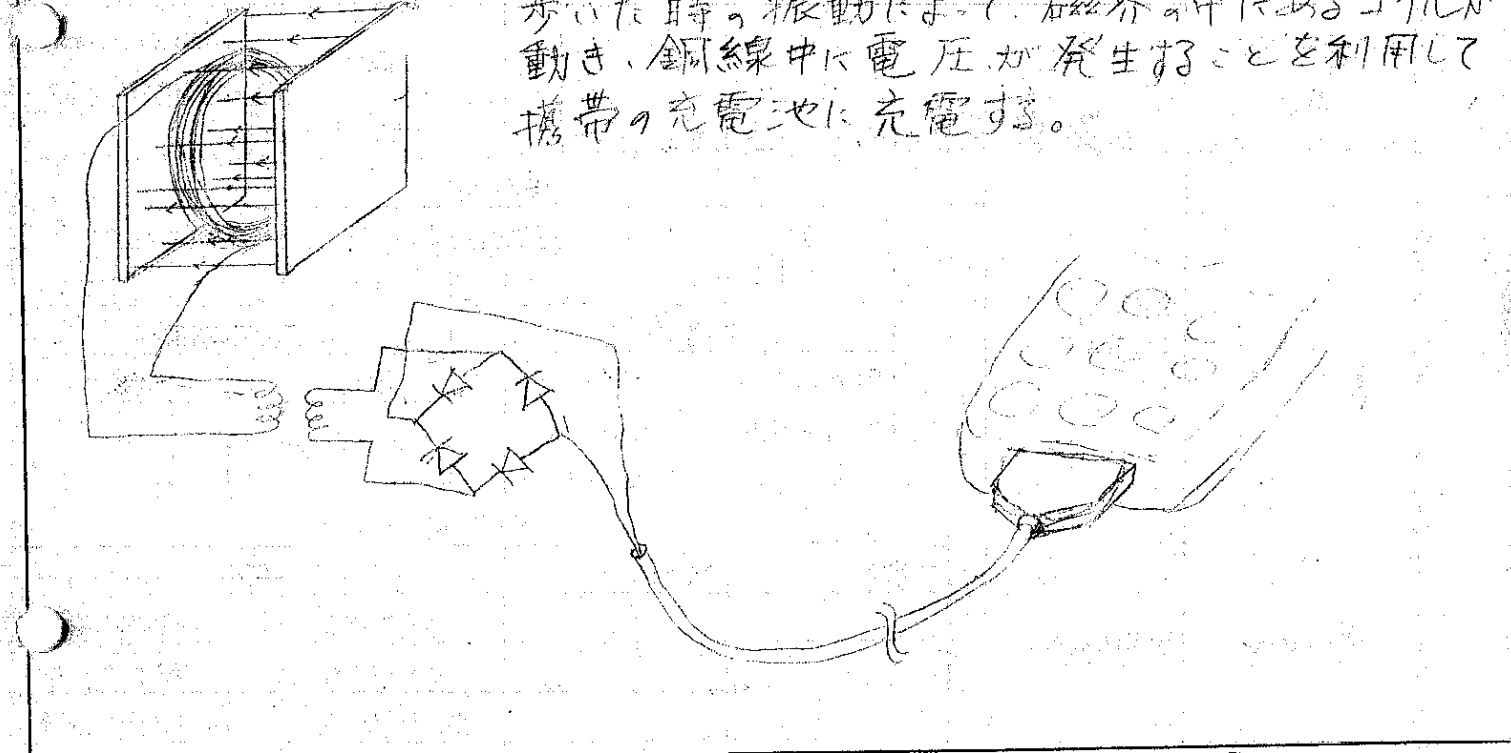 歩いた時の振動によって、磁界の中にあるコイルが
動き、銅線中に電圧が発生することを利用して
携帯の充電池に充電する。